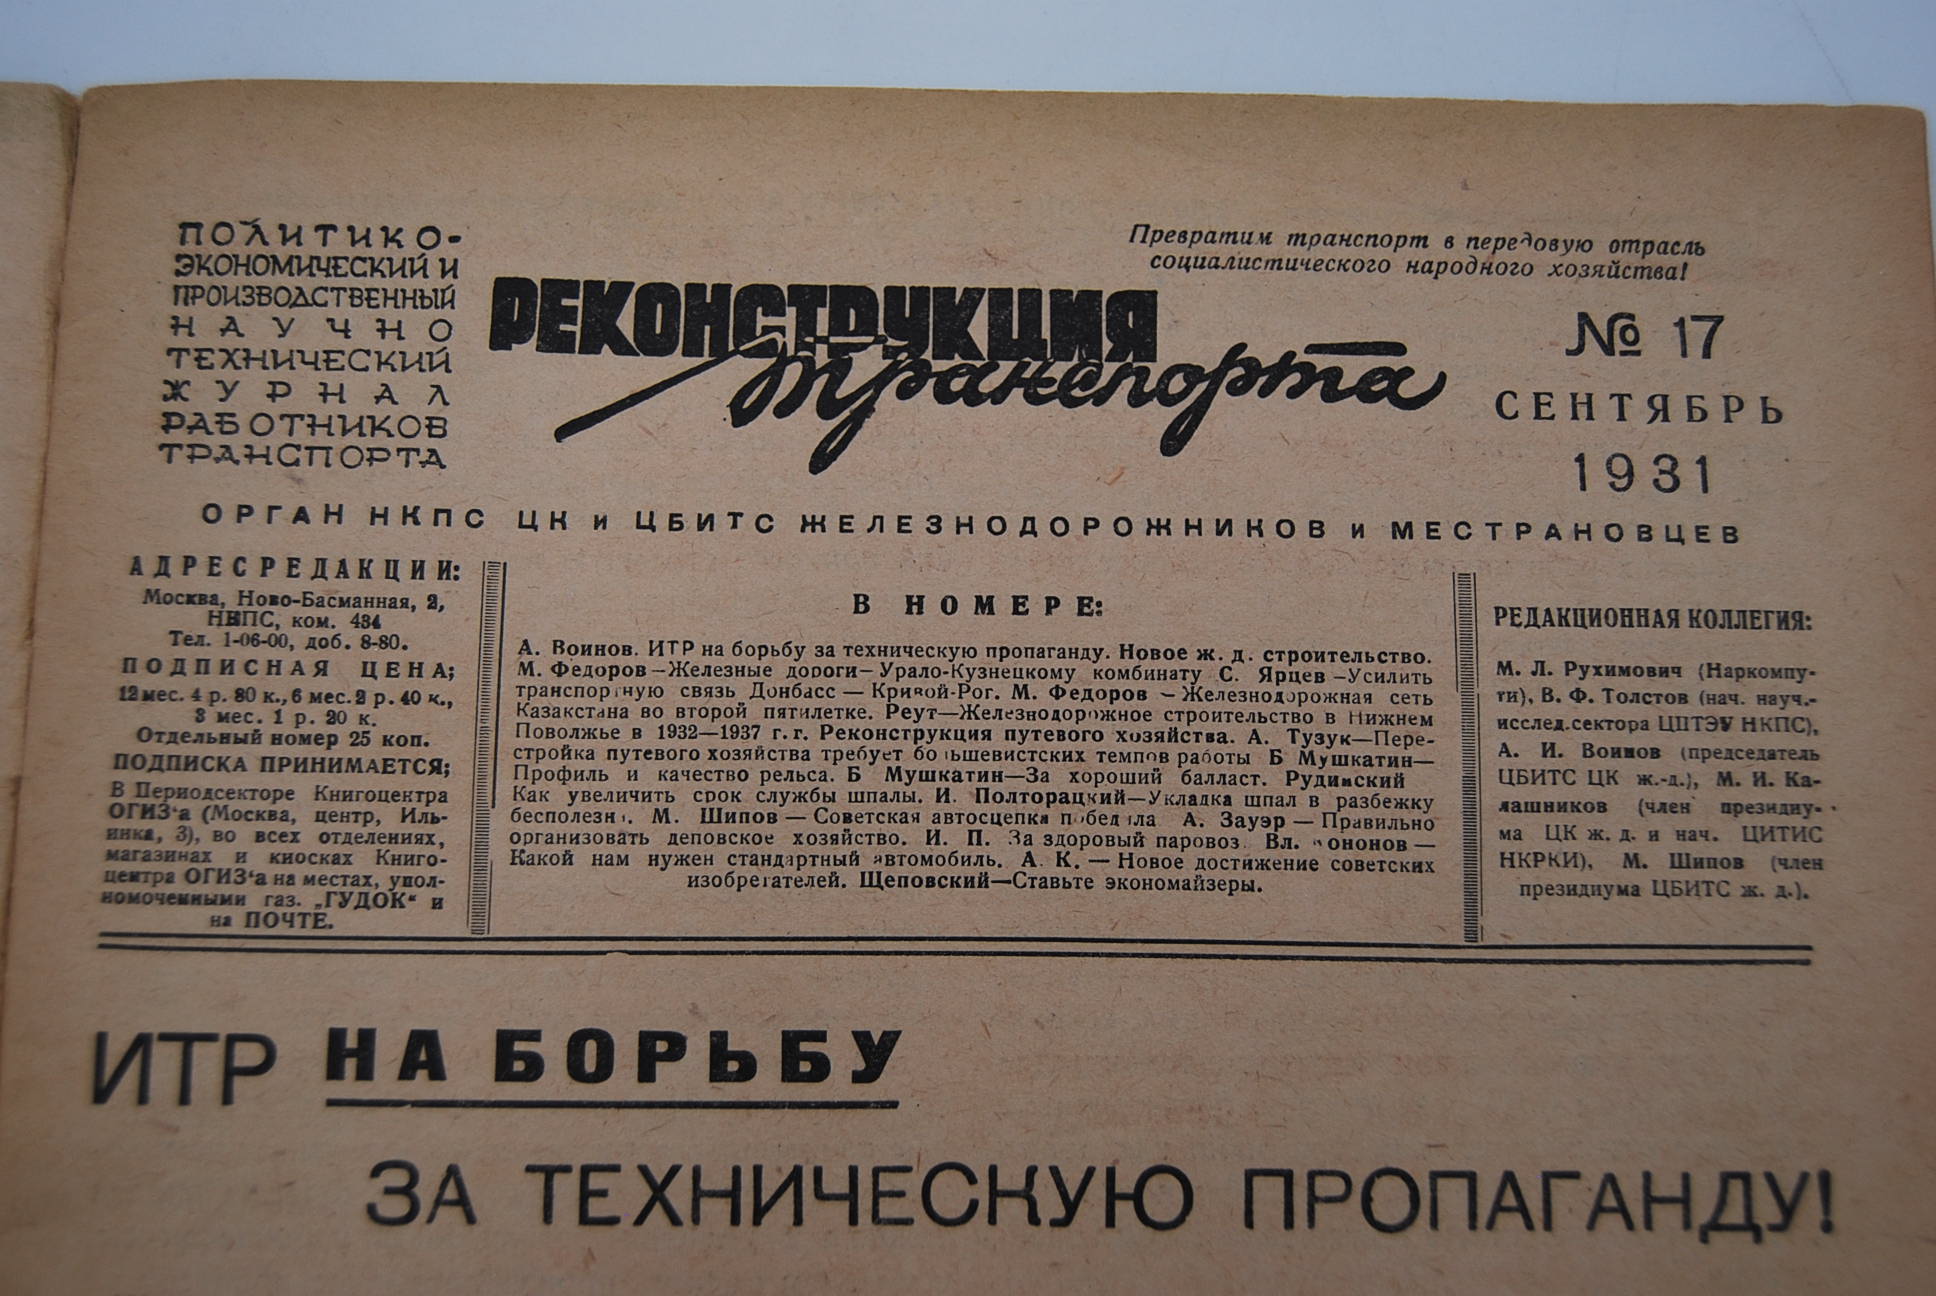 ПОЛИТИКО-
ЭКОНОМИЧЕСКИЙ И
ПРОИЗВОДСТВЕННЫЙ
НАУЧНО
ТЕХНИЧЕСКИЙ
ЖУРНАЛ
РАБОТНИКОВ
ТРАНСПОРТА
Превратим транспорт в передовую отрасль
социалистического народного хозяйства!
РЕКОНСТРУКЦИЯ
транспорта
№ 17
СЕНТЯБРЬ
1931
ОРГАН НКПС ЦК и ЦБИТС ЖЕЛЕЗНОДОРОЖНИКОВ и МЕСТРАНОВЦЕВ
АДРЕС РЕДАКЦИИ:
Москва, Ново-Басманная, 2,
НКПС, ком. 434
Тел. 1-06-00, доб. 8-80.
ПОДПИСНАЯ ЦЕНА;
12 мес. 4 р. 80 к., 6 мес. 2 р. 40 к.,
3 мес. 1 р. 20 к.
Отдельный номер 25 коп.
ПОДПИСКА ПРИНИМАЕТСЯ;
В Периодсекторе Книгоцентра
ОГИЗ'а (Москва, центр, Иль-
инка, 3), во всех отделениях,
магазинах и киосках Книго-
центра ОГИЗ'а на местах, упол-
номоченными газ. „ГУДОК“ и
на ПОЧТЕ.
В НОМЕРЕ:
А. Воинов. ИТР на борьбу за техническую пропаганду. Новое ж. д. строительство.
М. Федоров—Железные дороги—Урало-Кузнецкому комбинату С. Ярцев—Усилить
транспортную связь Донбасс — Кривой-Рог. М. Федоров — Железнодорожная сеть
Казакстана во второй пятилетке. Реут—Железнодорожное строительство в Нижнем
Поволжье в 1932—1937 г.г. Реконструкция путевого хозяйства. А. Тузук—Пере-
стройка путевого хозяйства требует большевистских темпов работы Б Мушкатин—
Профиль и качество рельса. Б Мушкатин—За хороший балласт. Рудинский
Как увеличить срок службы шпалы. И. Полторацкий—Укладка шпал в разбежку
бесполезна. М. Шипов — Советская автосцепка победила А. Зауэр — Правильно
организовать деповское хозяйство. И. П. За здоровый паровоз. Вл. —
Какой нам нужен стандартный автомобиль. А. К. — Новое достижение советских
изобретателей. Щеповский—Ставьте экономайзеры.
РЕДАКЦИОННАЯ КОЛЛЕГИЯ:
М. Л. Рухимович (Наркомпу-
ти), В. Ф. Толстов (нач. науч.-
исслед.сектора ЦПТЭУ НКПС),
А. И. Воинов (председатель
ЦБИТС ЦК ж.-д.), М. И. Ка-
лашников (член президиу-
ма ЦК ж. д. и нач. ЦИТИС
НКРКИ), М. Шипов (член
президиума ЦБИТС ж. д.).
ИТР НА БОРЬБУ
ЗА ТЕХНИЧЕСКУЮ ПРОПАГАНДУ!